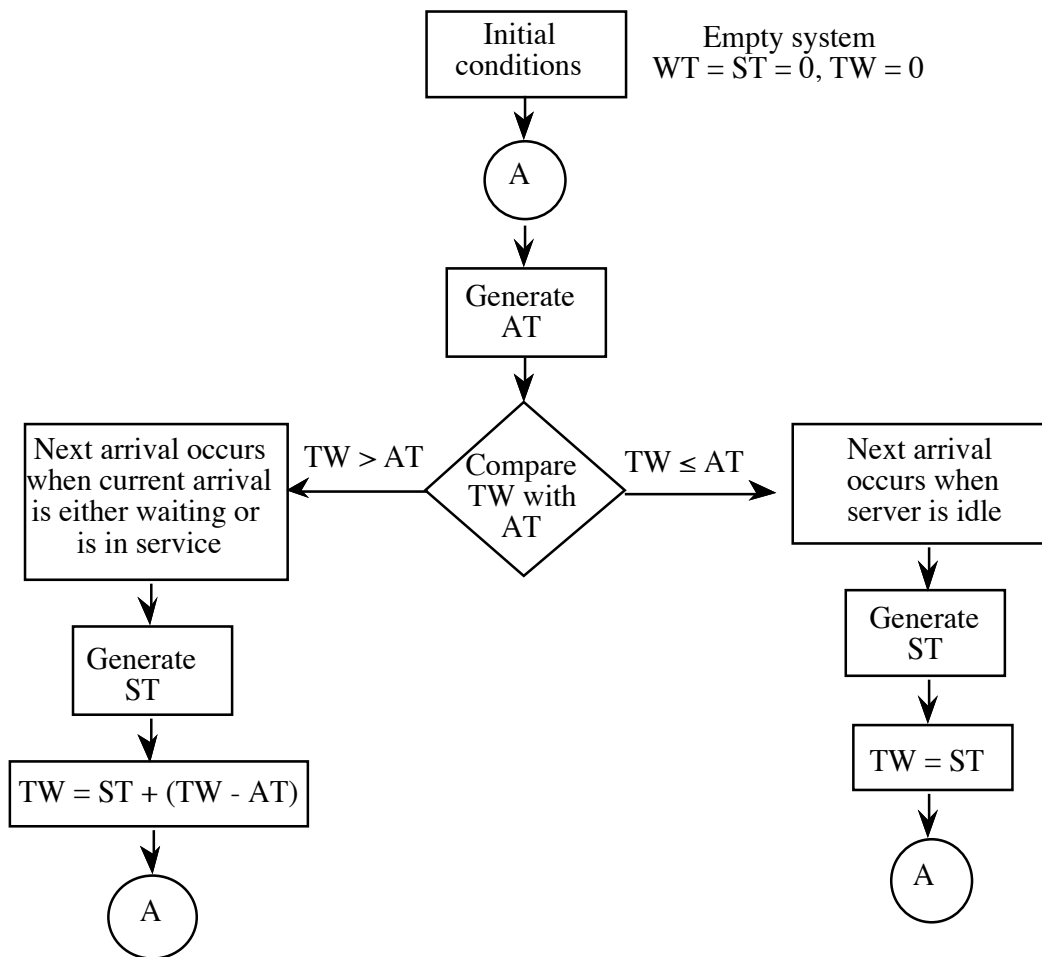 Initial
conditions
Empty system
WT = ST = 0, TW = 0
A
Generate
AT
Compare
TW with
AT
TW > AT
TW ≤ AT
Next arrival occurs
when current arrival
is either waiting or
is in service
Generate
ST
TW = ST + (TW - AT)
A
Next arrival
occurs when
server is idle
Generate
ST
TW = ST
A